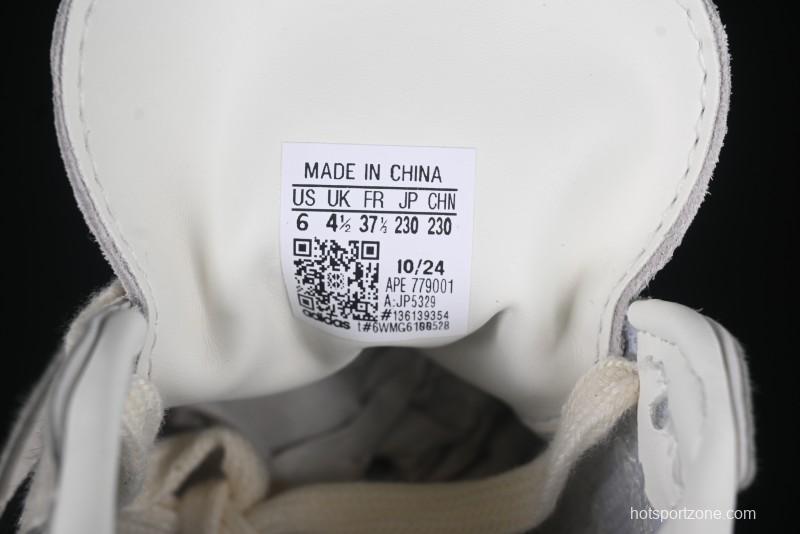 MADE IN CHINA
US UK FR JP CHN
6 4½ 37⅓ 230 230
10/24
APE 779001
A:JP5329
#136139354
adidas
t#6WMG6100528
hotsportzone.com